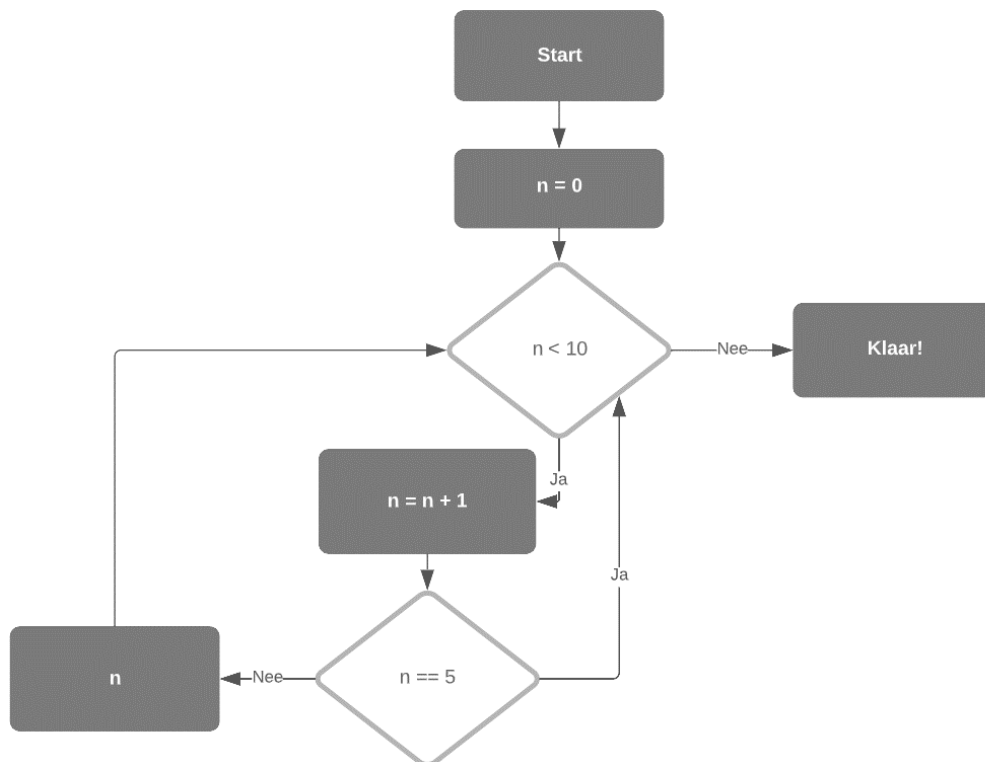 Start
n = 0
n < 10
Nee
Klaar!
Ja
n = n + 1
Ja
n == 5
Nee
n